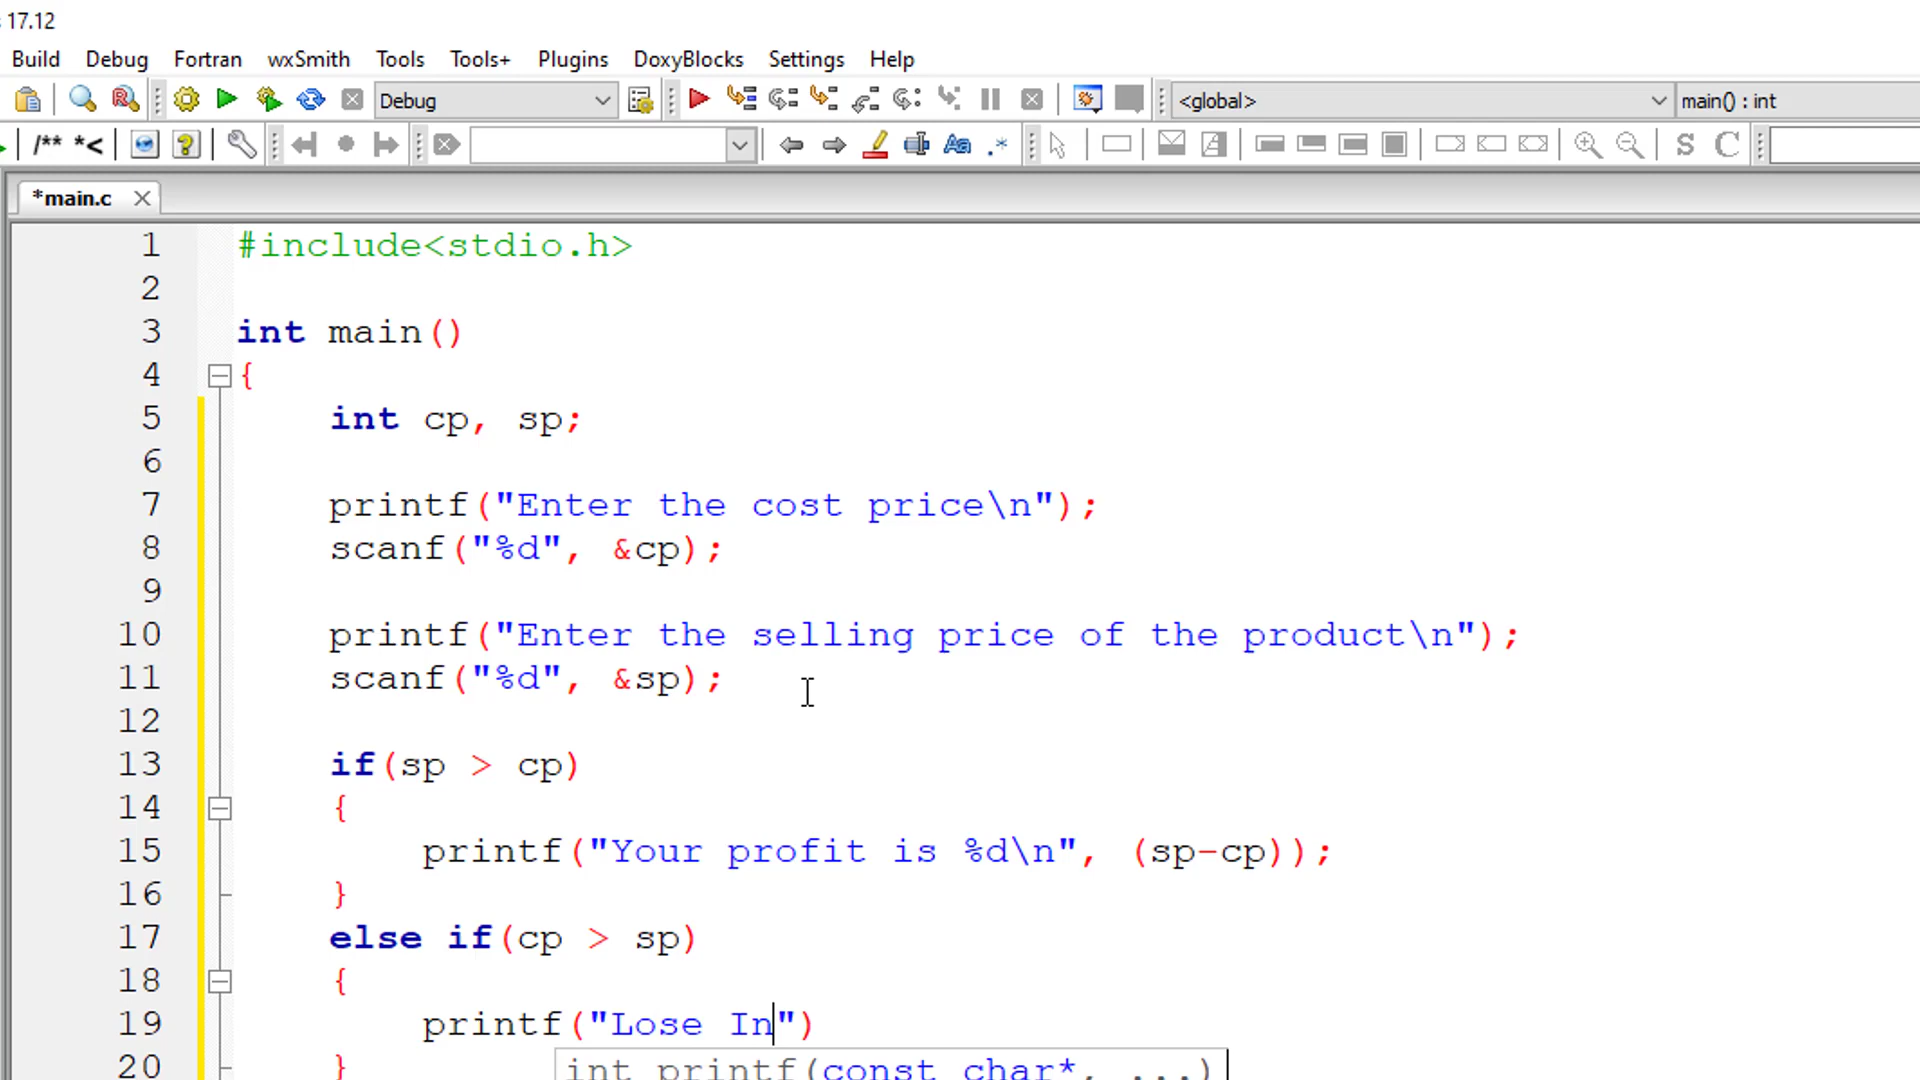 17.12
Build Debug Fortran wxSmith Tools Tools+ Plugins DoxyBlocks Settings Help
Debug <global> main() : int
/** *< Aa .* S C
*main.c
1 #include<stdio.h>
2
3 int main()
4 {
5 int cp, sp;
6
7 printf("Enter the cost price\n");
8 scanf("%d", &cp);
9
10 printf("Enter the selling price of the product\n");
11 scanf("%d", &sp);
12
13 if(sp > cp)
14 {
15 printf("Your profit is %d\n", (sp-cp));
16 }
17 else if(cp > sp)
18 {
19 printf("Lose In")
20 }
int printf(const char*, ...)